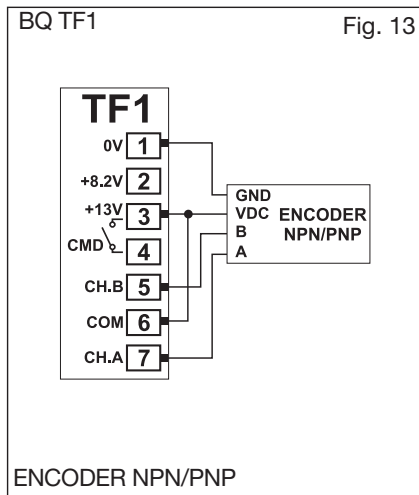 BQ TF1 Fig. 13
TF1
0V 1
+8.2V 2
+13V 3
CMD 4
CH.B 5
COM 6
CH.A 7
GND
VDC ENCODER
B NPN/PNP
A
ENCODER NPN/PNP